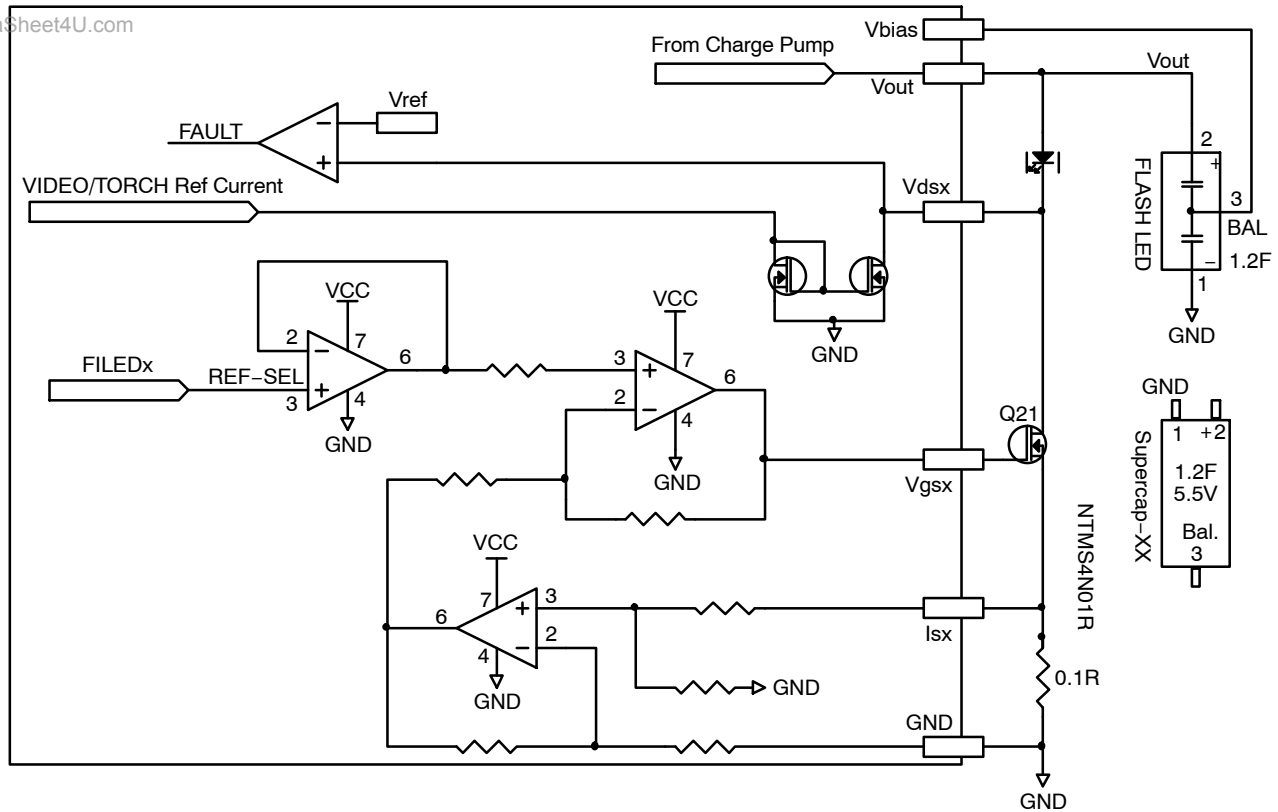 aSheet4U.com
Vbias
From Charge Pump
Vout
Vout
Vref
−
FAULT
+
2
+
VIDEO/TORCH Ref Current
Vdsx
FLASH LED
3
BAL
− 1.2F
1
GND
VCC
VCC
GND
2
7
−
6
FILEDx
REF−SEL
+
3
4
GND
3
+
7
6
2
−
4
GND
GND
Q21
1 +2
1.2F
5.5V
Bal.
3
Supercap−XX
Vgsx
NTMS4N01R
VCC
7
3
+
6
2
−
4
GND
Isx
GND
0.1R
GND
GND